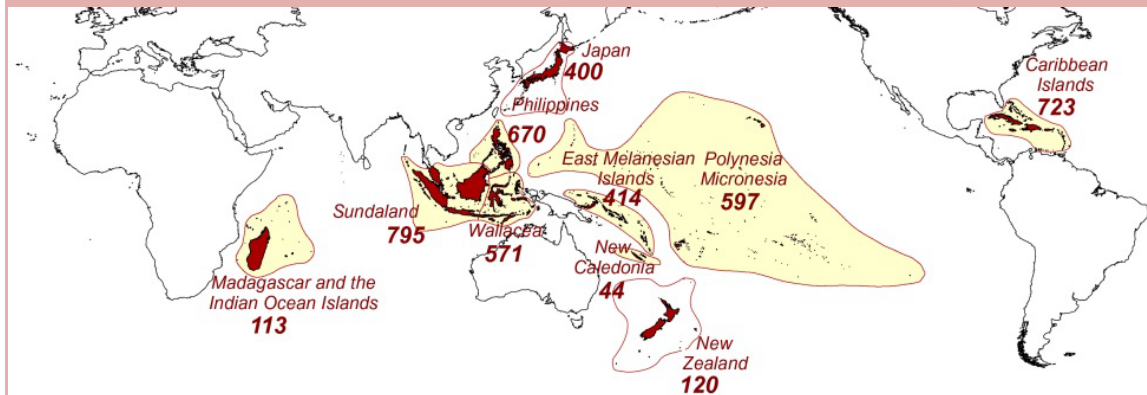 Japan
400
Philippines
670
Caribbean
Islands
723
East Melanesian
Islands
414
Polynesia
Micronesia
597
Sundaland
795
Wallacea
571
New
Caledonia
44
Madagascar and the
Indian Ocean Islands
113
New
Zealand
120